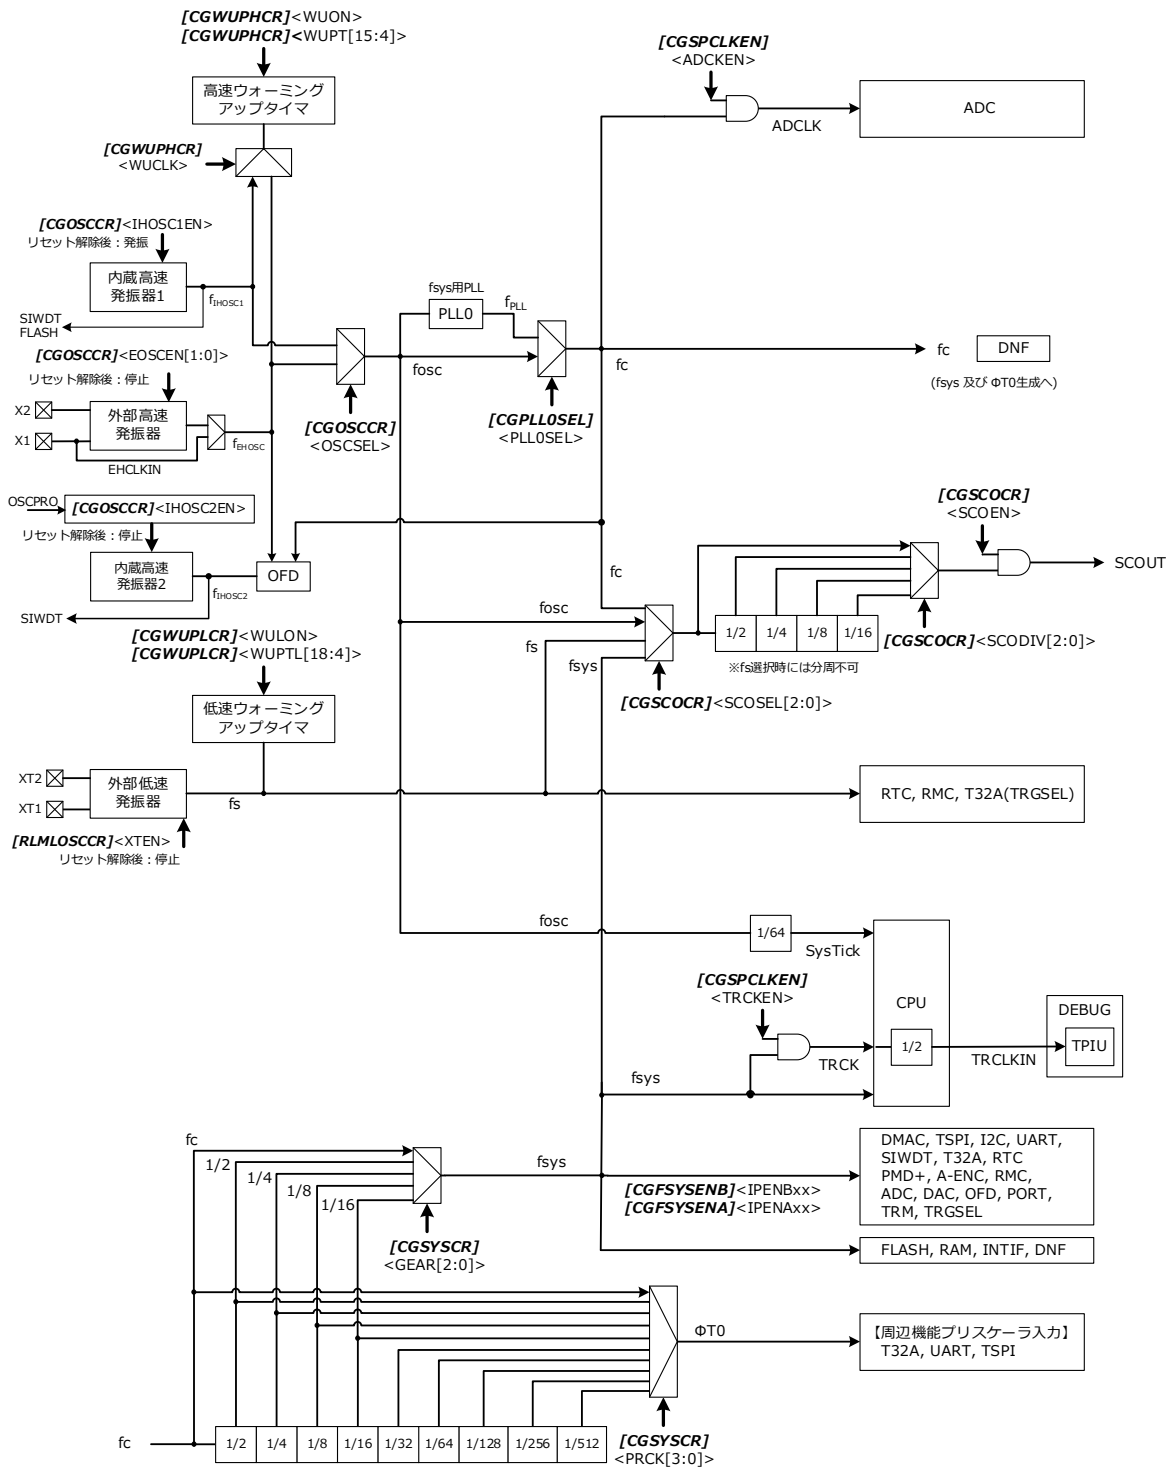 [CGWUPHCR]<WUON>
[CGWUPHCR]<WUPT[15:4]>
高速ウォーミング
アップタイマ
[CGWUPHCR]
<WUCLK>
[CGSPCLKEN]
<ADCKEN>
ADCLK
ADC
[CGOSCCR]<IHOSC1EN>
リセット解除後：発振
内蔵高速
発振器1
fIHOSC1
SIWDT
FLASH
fsys用PLL
PLL0
fPLL
[CGOSCCR]<EOSCEN[1:0]>
リセット解除後：停止
X2
X1
外部高速
発振器
EHCLKIN
fEHOSC
[CGOSCCR]
<OSCSEL>
fosc
[CGPLL0SEL]
<PLL0SEL>
fc
fc
DNF
(fsys 及び ΦT0生成へ)
OSCPRO
[CGOSCCR]<IHOSC2EN>
リセット解除後：停止
内蔵高速
発振器2
fIHOSC2
OFD
SIWDT
[CGSCOCR]
<SCOEN>
SCOUT
fc
fosc
fs
fsys
1/2
1/4
1/8
1/16
[CGSCOCR]<SCODIV[2:0]>
※fs選択時には分周不可
[CGSCOCR]<SCOSEL[2:0]>
[CGWUPLCR]<WULON>
[CGWUPLCR]<WUPTL[18:4]>
低速ウォーミング
アップタイマ
XT2
XT1
外部低速
発振器
fs
[RLMLOSCCR]<XTEN>
リセット解除後：停止
RTC, RMC, T32A(TRGSEL)
fosc
1/64
SysTick
[CGSPCLKEN]
<TRCKEN>
TRCK
fsys
CPU
1/2
TRCLKIN
DEBUG
TPIU
fc
1/2
1/4
1/8
1/16
fsys
[CGSYSCR]
<GEAR[2:0]>
[CGFSYSENB]<IPENBxx>
[CGFSYSENA]<IPENAxx>
DMAC, TSPI, I2C, UART,
SIWDT, T32A, RTC
PMD+, A-ENC, RMC,
ADC, DAC, OFD, PORT,
TRM, TRGSEL
FLASH, RAM, INTIF, DNF
ΦT0
【周辺機能プリスケーラ入力】
T32A, UART, TSPI
fc
1/2
1/4
1/8
1/16
1/32
1/64
1/128
1/256
1/512
[CGSYSCR]
<PRCK[3:0]>